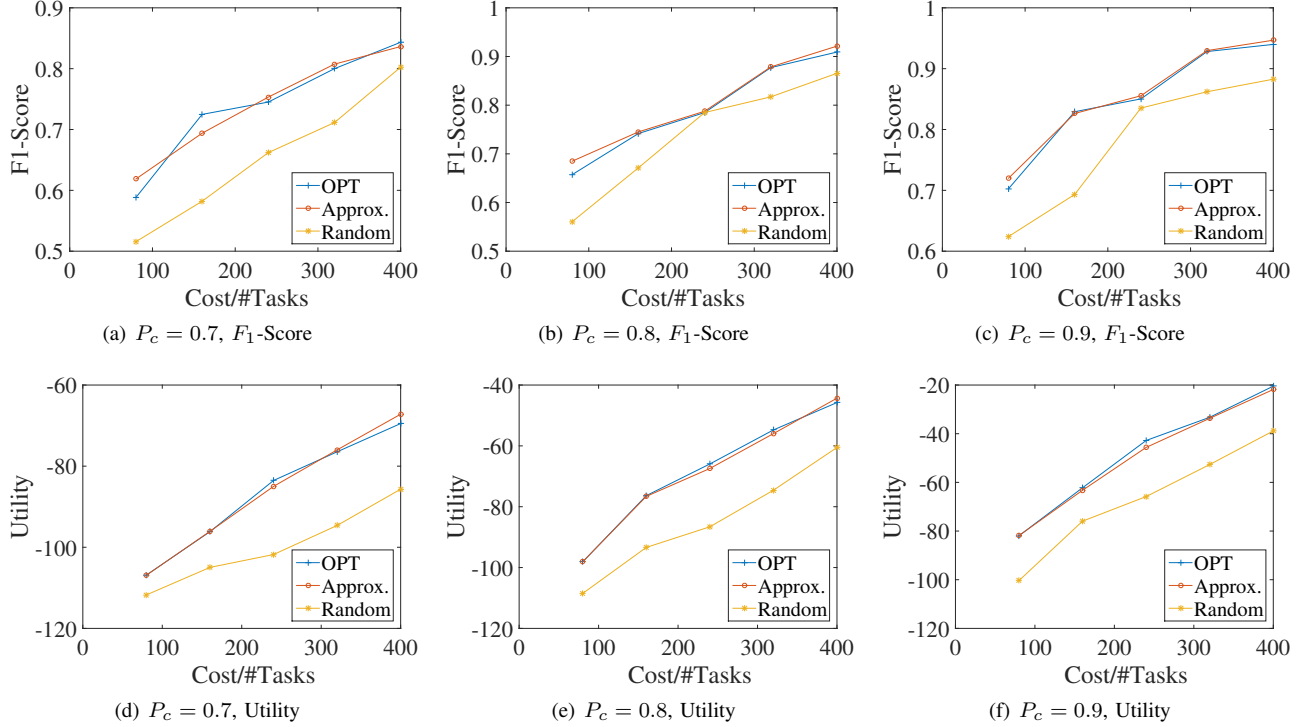 0.9
0.8
0.7
0.6
0.5
F1-Score
0 100 200 300 400
Cost/#Tasks
OPT
Approx.
Random
(a) P_c = 0.7, F_1-Score
1
0.9
0.8
0.7
0.6
0.5
F1-Score
0 100 200 300 400
Cost/#Tasks
OPT
Approx.
Random
(b) P_c = 0.8, F_1-Score
1
0.9
0.8
0.7
0.6
F1-Score
0 100 200 300 400
Cost/#Tasks
OPT
Approx.
Random
(c) P_c = 0.9, F_1-Score
-60
-80
-100
-120
Utility
100 200 300 400
Cost/#Tasks
OPT
Approx.
Random
(d) P_c = 0.7, Utility
-40
-60
-80
-100
-120
Utility
100 200 300 400
Cost/#Tasks
OPT
Approx.
Random
(e) P_c = 0.8, Utility
-20
-40
-60
-80
-100
-120
Utility
100 200 300 400
Cost/#Tasks
OPT
Approx.
Random
(f) P_c = 0.9, Utility